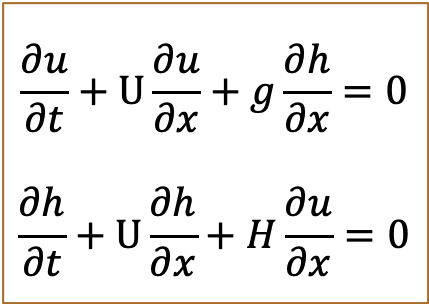 ∂u/∂t + U ∂u/∂x + g ∂h/∂x = 0
∂h/∂t + U ∂h/∂x + H ∂u/∂x = 0